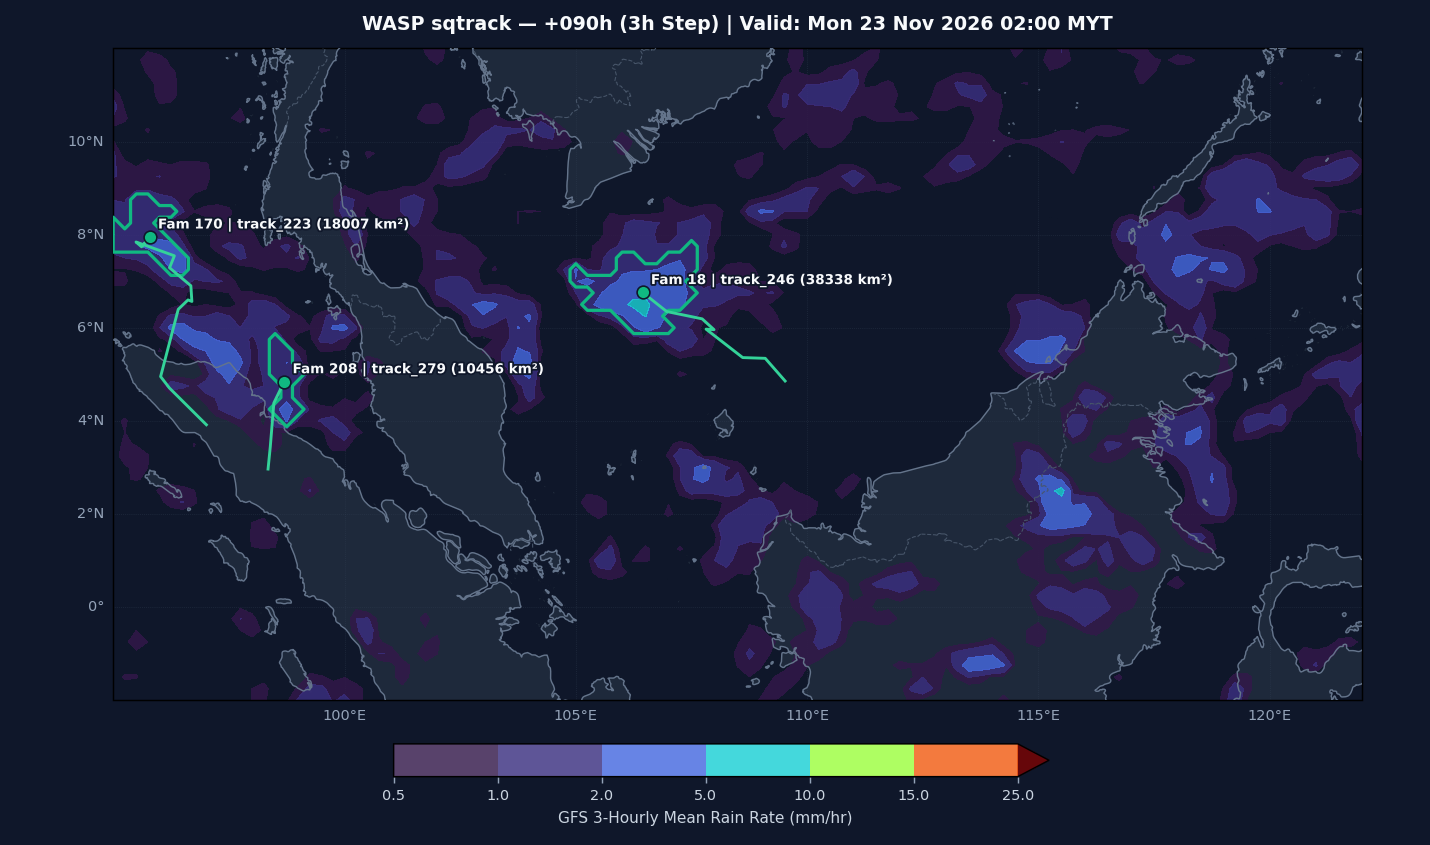 WASP sqtrack — +090h (3h Step) | Valid: Mon 23 Nov 2026 02:00 MYT
10°N
8°N
Fam 170 | track_223 (18007 km²)
Fam 18 | track_246 (38338 km²)
6°N
Fam 208 | track_279 (10456 km²)
4°N
2°N
0°
100°E 105°E 110°E 115°E 120°E
0.5 1.0 2.0 5.0 10.0 15.0 25.0
GFS 3-Hourly Mean Rain Rate (mm/hr)